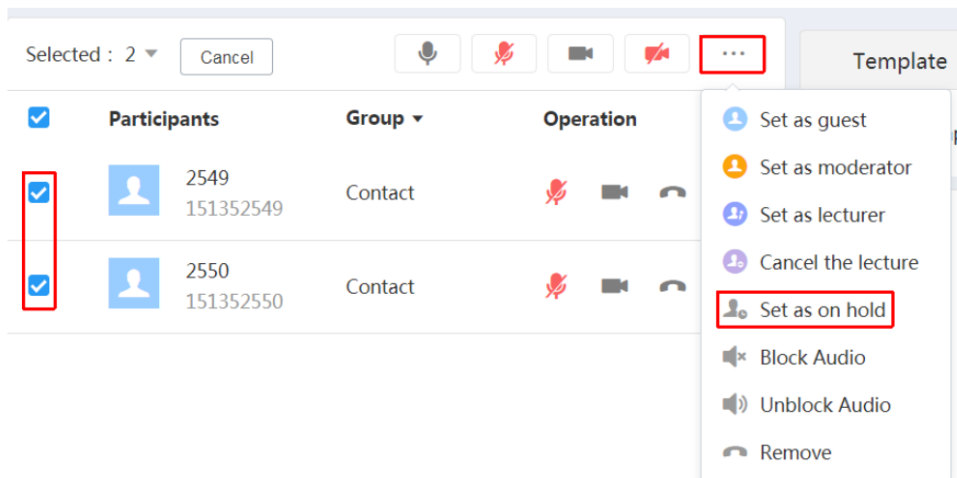 Selected : 2
Cancel
Template
Participants
Group
Operation
2549
151352549
Contact
2550
151352550
Contact
Set as guest
Set as moderator
Set as lecturer
Cancel the lecture
Set as on hold
Block Audio
Unblock Audio
Remove